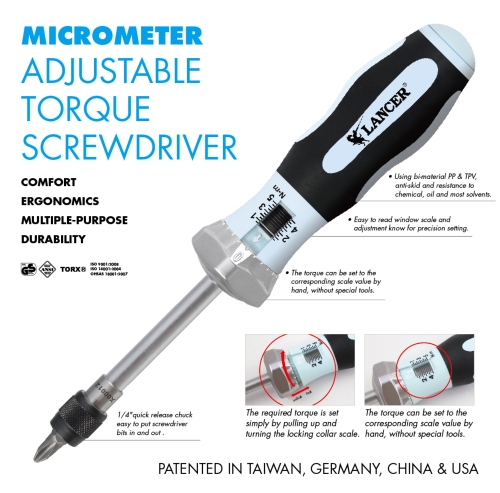 MICROMETER
ADJUSTABLE
TORQUE
SCREWDRIVER
COMFORT
ERGONOMICS
MULTIPLE-PURPOSE
DURABILITY
GS
ANSI
TORX®
ISO 9001/2008
ISO 14001:2004
OHSAS 18001:2007
LANCER®
N-m
• Using bi-material PP & TPV,
anti-skid and resistance to
chemical, oil and most solvents.
• Easy to read window scale and
adjustment know for precision setting.
• The torque can be set to the
corresponding scale value by
hand, without special tools.
1/4"quick release chuck
easy to put screwdriver
bits in and out .
The required torque is set
simply by pulling up and
turning the locking collar scale.
The torque can be set to the
corresponding scale value by
hand, without special tools.
PATENTED IN TAIWAN, GERMANY, CHINA & USA